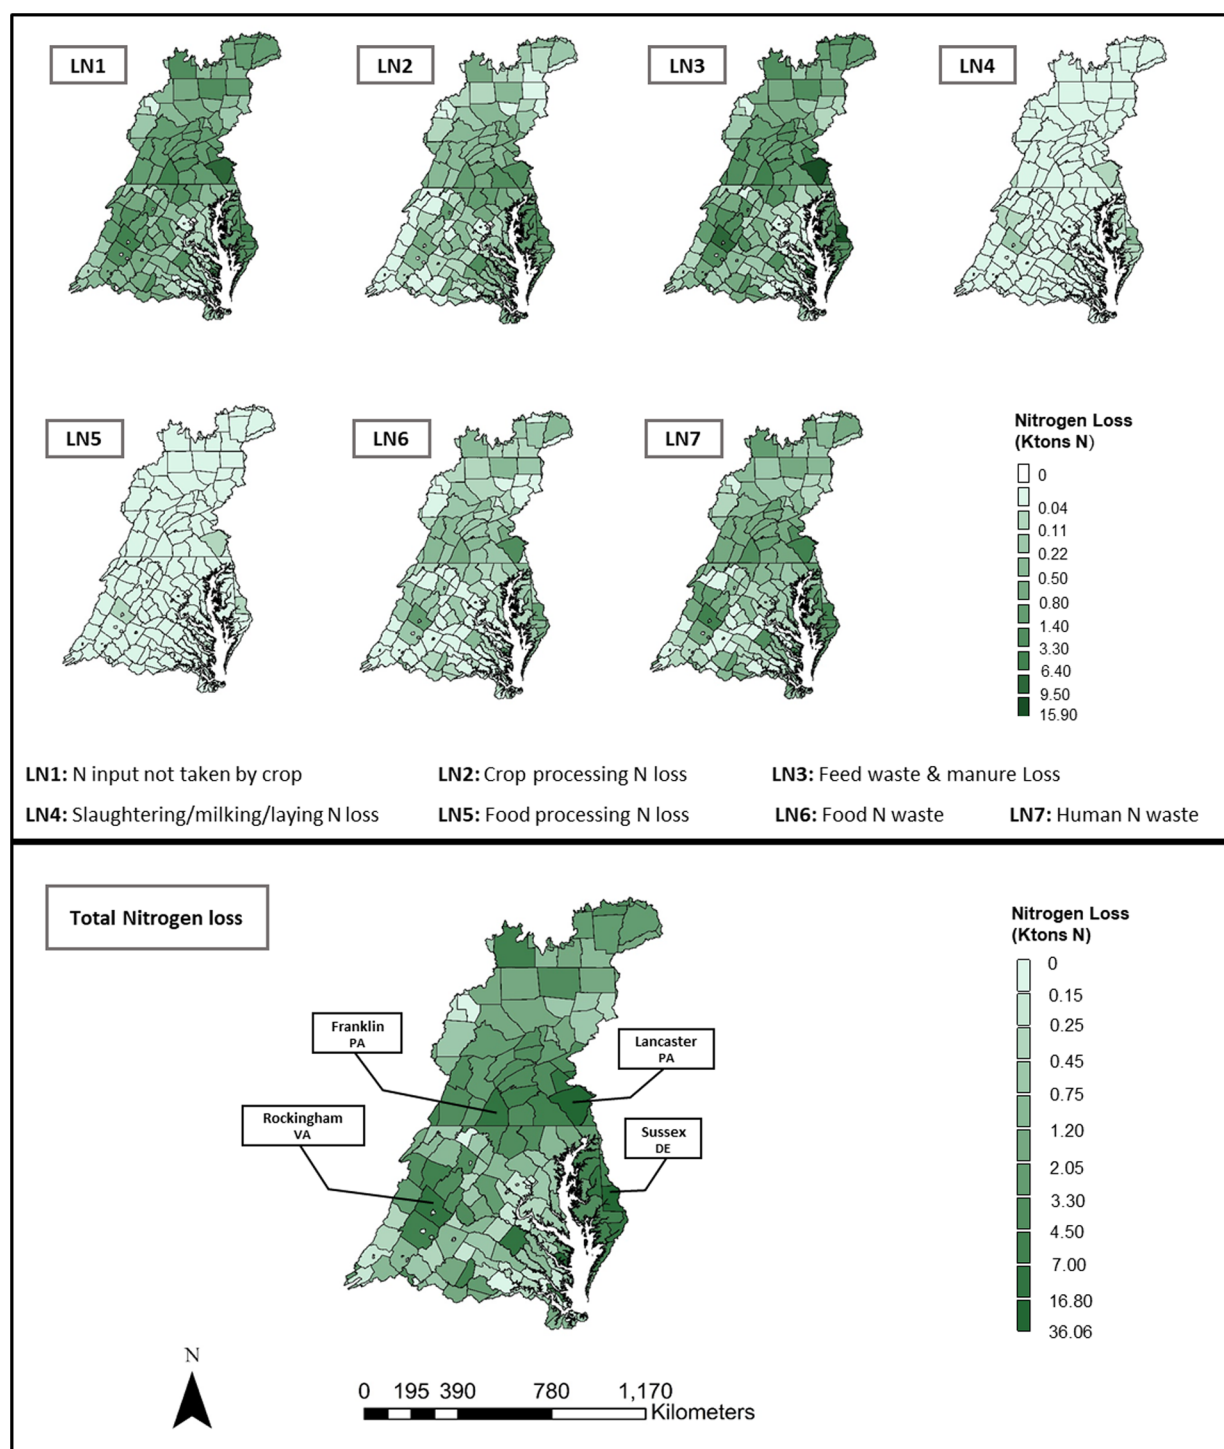 LN1 LN2 LN3 LN4
LN5 LN6 LN7
Nitrogen Loss
(Ktons N)
0
0.04
0.11
0.22
0.50
0.80
1.40
3.30
6.40
9.50
15.90
LN1: N input not taken by crop LN2: Crop processing N loss LN3: Feed waste & manure Loss
LN4: Slaughtering/milking/laying N loss LN5: Food processing N loss LN6: Food N waste LN7: Human N waste
Total Nitrogen loss
Franklin
PA
Lancaster
PA
Rockingham
VA
Sussex
DE
Nitrogen Loss
(Ktons N)
0
0.15
0.25
0.45
0.75
1.20
2.05
3.30
4.50
7.00
16.80
36.06
N
0 195 390 780 1,170
Kilometers